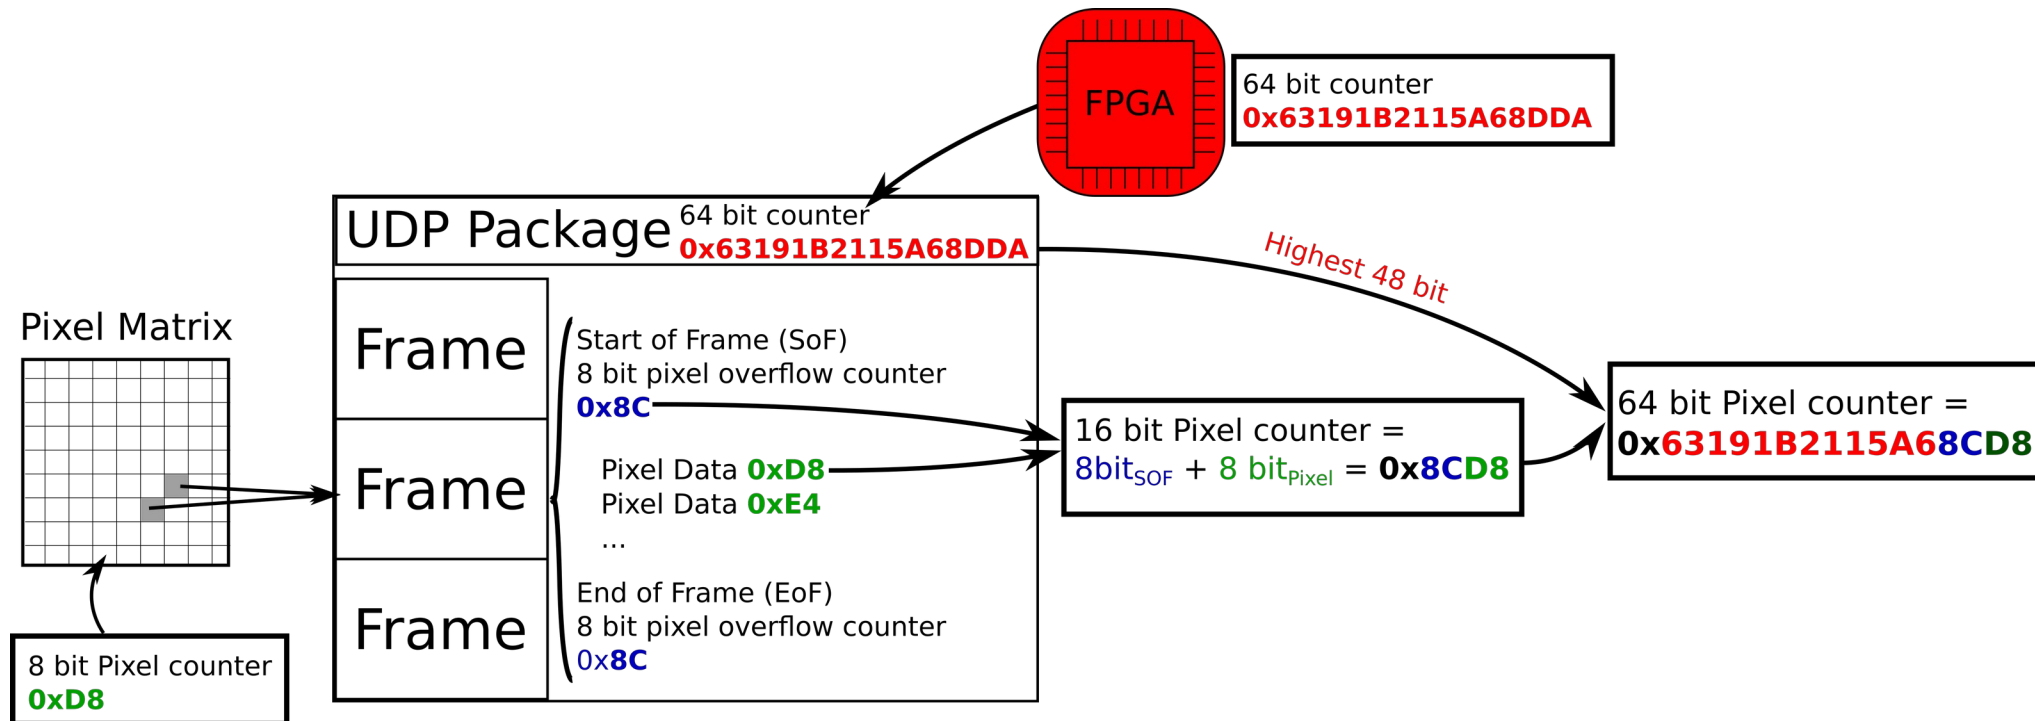 FPGA
64 bit counter
0x63191B2115A68DDA
UDP Package
64 bit counter
0x63191B2115A68DDA
Highest 48 bit
Pixel Matrix
Frame
Frame
Frame
Start of Frame (SoF)
8 bit pixel overflow counter
0x8C
Pixel Data 0xD8
Pixel Data 0xE4
...
End of Frame (EoF)
8 bit pixel overflow counter
0x8C
16 bit Pixel counter =
8bitSOF + 8 bitPixel = 0x8CD8
64 bit Pixel counter =
0x63191B2115A68CD8
8 bit Pixel counter
0xD8